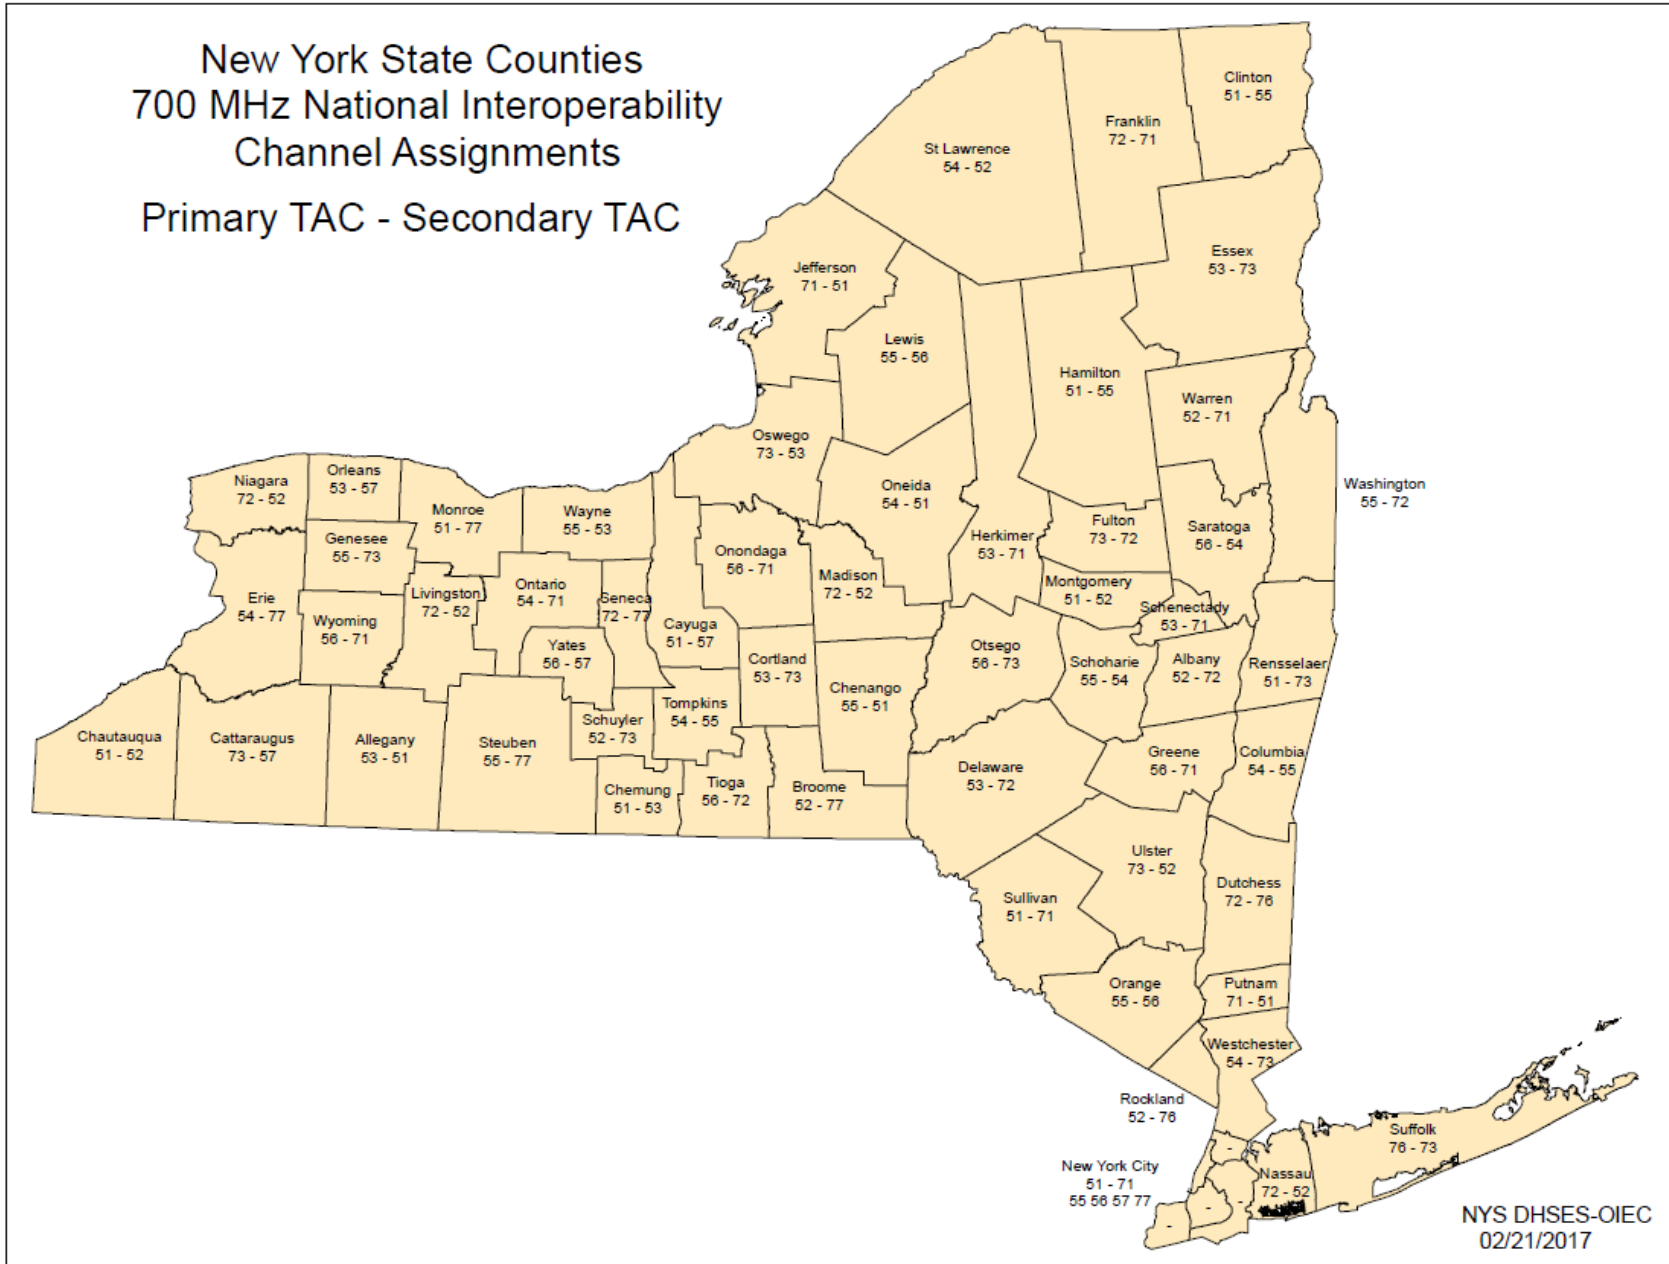 New York State Counties
700 MHz National Interoperability
Channel Assignments
Primary TAC - Secondary TAC
Clinton
51 - 55
Franklin
72 - 71
St Lawrence
54 - 52
Essex
53 - 73
Jefferson
71 - 51
Lewis
55 - 56
Hamilton
51 - 55
Warren
52 - 71
Washington
55 - 72
Oswego
73 - 53
Oneida
54 - 51
Herkimer
53 - 71
Fulton
73 - 72
Saratoga
56 - 54
Niagara
72 - 52
Orleans
53 - 57
Monroe
51 - 77
Wayne
55 - 53
Genesee
55 - 73
Onondaga
56 - 71
Madison
72 - 52
Montgomery
51 - 52
Schenectady
53 - 71
Erie
54 - 77
Wyoming
56 - 71
Livingston
72 - 52
Ontario
54 - 71
Seneca
72 - 77
Cayuga
51 - 57
Yates
56 - 57
Cortland
53 - 73
Otsego
56 - 73
Schoharie
55 - 54
Albany
52 - 72
Rensselaer
51 - 73
Chenango
55 - 51
Tompkins
54 - 55
Schuyler
52 - 73
Chautauqua
51 - 52
Cattaraugus
73 - 57
Allegany
53 - 51
Steuben
55 - 77
Chemung
51 - 53
Tioga
56 - 72
Broome
52 - 77
Delaware
53 - 72
Greene
56 - 71
Columbia
54 - 55
Ulster
73 - 52
Dutchess
72 - 76
Sullivan
51 - 71
Orange
55 - 56
Putnam
71 - 51
Westchester
54 - 73
Rockland
52 - 76
Suffolk
76 - 73
New York City
51 - 71
55 56 57 77
Nassau
72 - 52
-
-
-
-
NYS DHSES-OIEC
02/21/2017